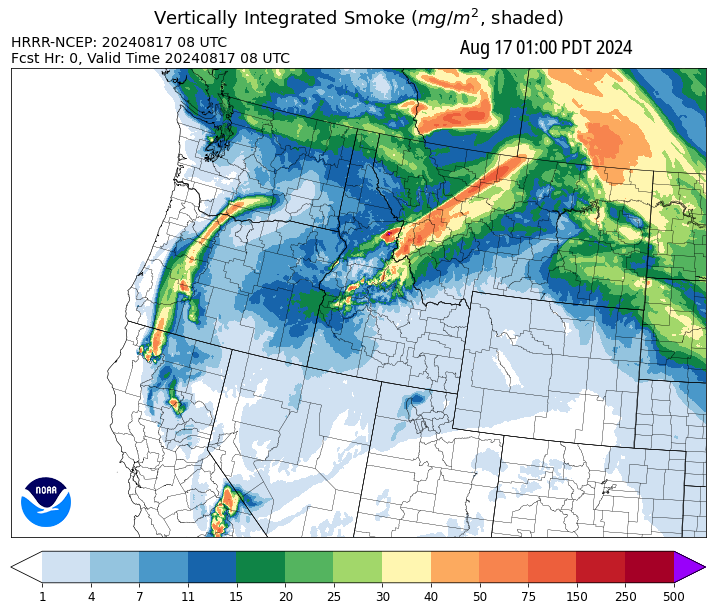 Vertically Integrated Smoke (mg/m², shaded)
HRRR-NCEP: 20240817 08 UTC
Fcst Hr: 0, Valid Time 20240817 08 UTC
Aug 17 01:00 PDT 2024
NOAA
1 4 7 11 15 20 25 30 40 50 75 150 250 500